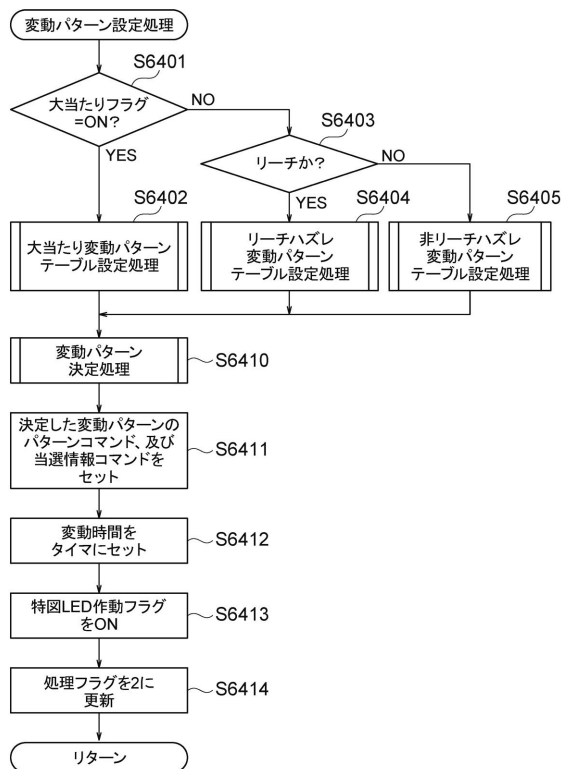 変動パターン設定処理
S6401
大当たりフラグ
=ON?
NO
YES
S6403
リーチか?
NO
YES
S6402
大当たり変動パターン
テーブル設定処理
S6404
リーチハズレ
変動パターン
テーブル設定処理
S6405
非リーチハズレ
変動パターン
テーブル設定処理
変動パターン
決定処理
S6410
決定した変動パターンの
パターンコマンド、及び
当選情報コマンドを
セット
S6411
変動時間を
タイマにセット
S6412
特図LED作動フラグ
をON
S6413
処理フラグを2に
更新
S6414
リターン